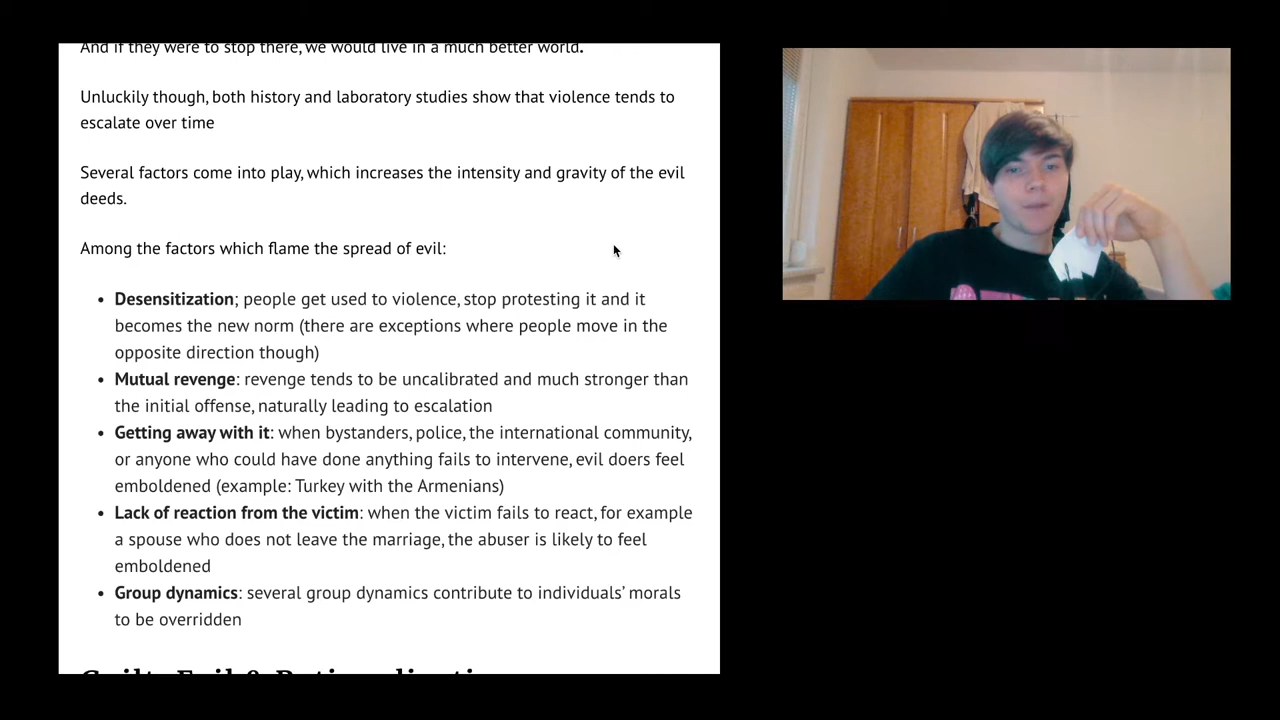 And if they were to stop there, we would live in a much better world.
Unluckily though, both history and laboratory studies show that violence tends to
escalate over time
Several factors come into play, which increases the intensity and gravity of the evil
deeds.
Among the factors which flame the spread of evil:
• Desensitization; people get used to violence, stop protesting it and it
becomes the new norm (there are exceptions where people move in the
opposite direction though)
• Mutual revenge: revenge tends to be uncalibrated and much stronger than
the initial offense, naturally leading to escalation
• Getting away with it: when bystanders, police, the international community,
or anyone who could have done anything fails to intervene, evil doers feel
emboldened (example: Turkey with the Armenians)
• Lack of reaction from the victim: when the victim fails to react, for example
a spouse who does not leave the marriage, the abuser is likely to feel
emboldened
• Group dynamics: several group dynamics contribute to individuals’ morals
to be overridden